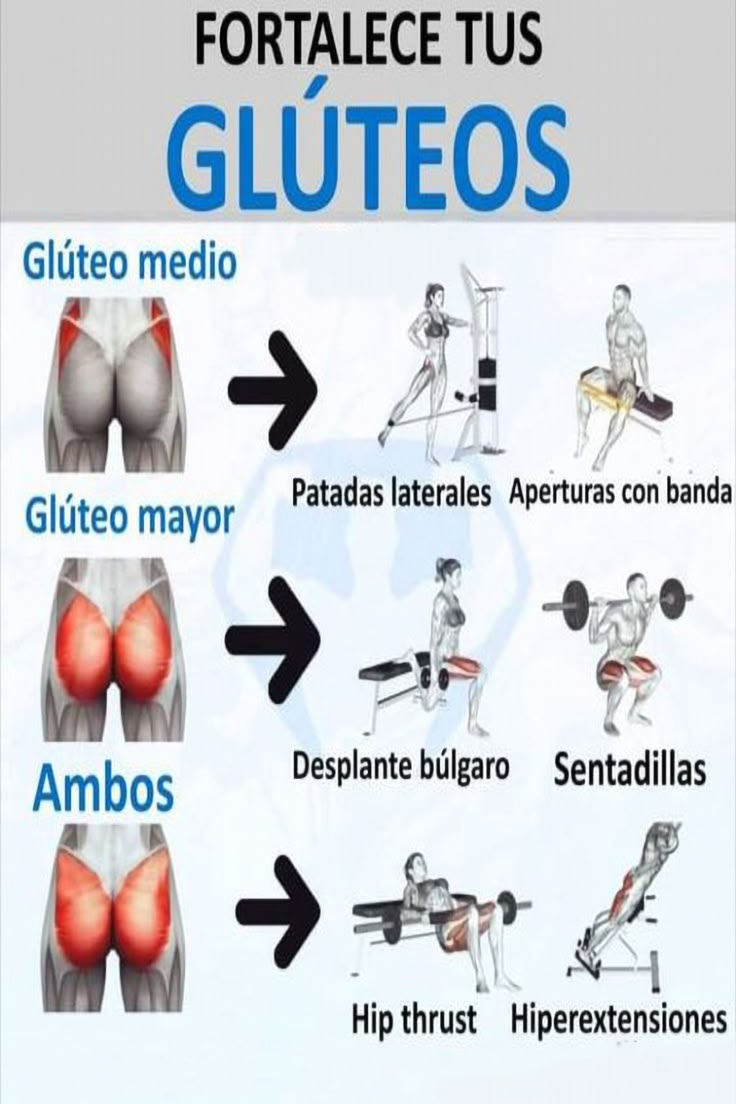 FORTALECE TUS
GLÚTEOS
Glúteo medio
Patadas laterales
Aperturas con banda
Glúteo mayor
Desplante búlgaro
Sentadillas
Ambos
Hip thrust
Hiperextensiones